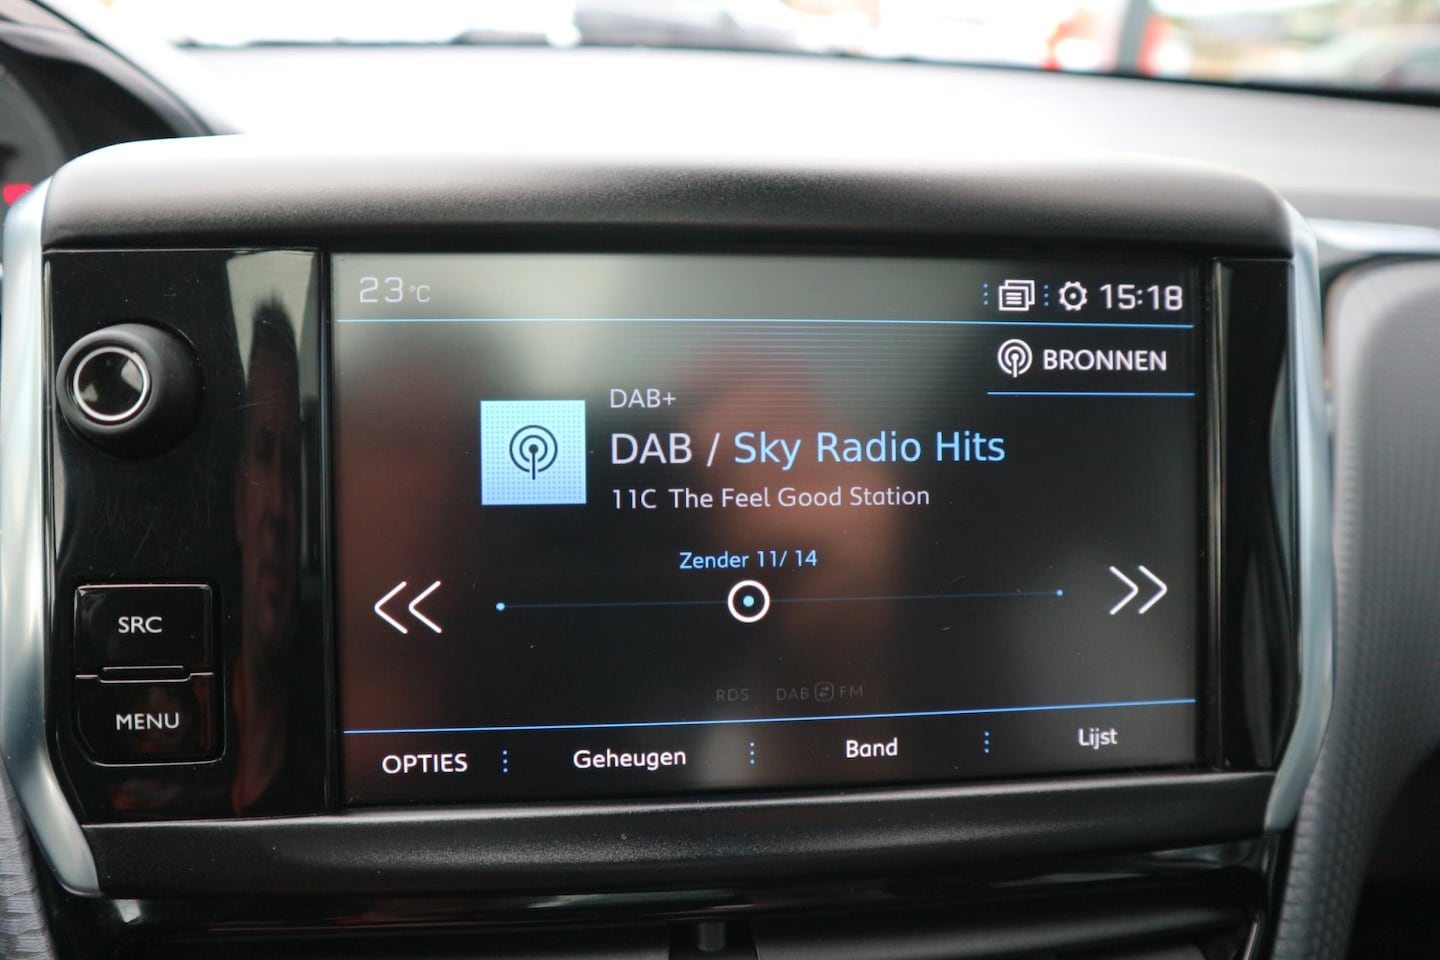 23°C
15:18
BRONNEN
DAB+
DAB / Sky Radio Hits
11C The Feel Good Station
Zender 11/ 14
SRC
MENU
RDS DAB FM
OPTIES Geheugen Band Lijst